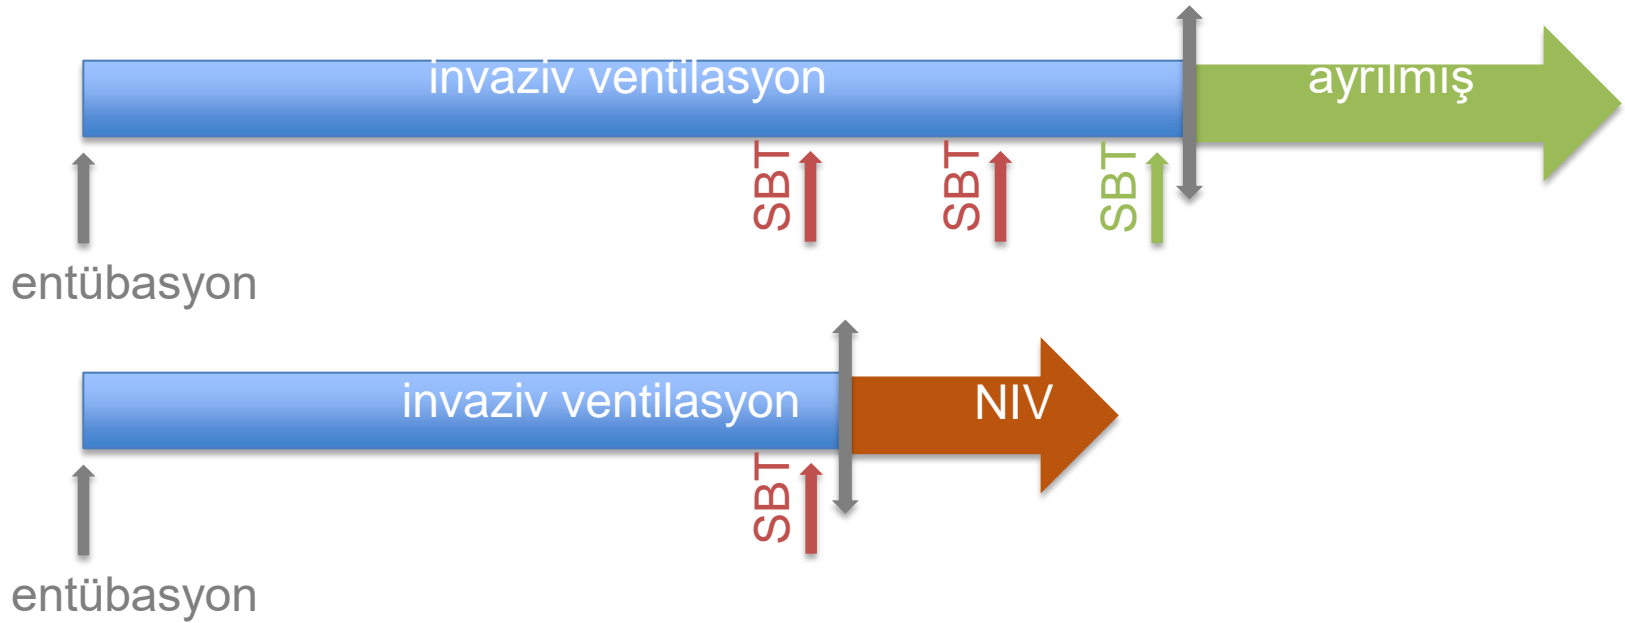 invaziv ventilasyon
ayrılmış
SBT
SBT
SBT
entübasyon
invaziv ventilasyon
NIV
SBT
entübasyon